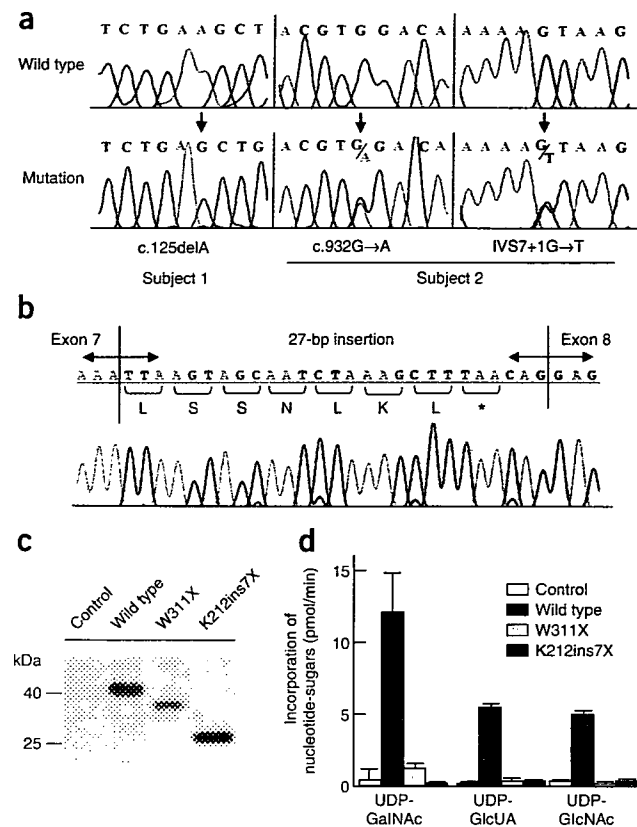 a
T C T G A A G C T A C G T G G A C A A A A A G T A A G
Wild type
T C T G A G C T G A C G T G/A G A C A A A A A G/T T A A G
Mutation
c.125delA c.932G→A IVS7+1G→T
Subject 1 Subject 2
b
Exon 7 27-bp insertion Exon 8
A A A T T A A G T A G C A A T C T A A A G C T T T A A C A G G A G
L S S N L K L *
c
Control Wild type W311X K212ins7X
kDa
40
25
d
Incorporation of nucleotide-sugars (pmol/min)
15
10
5
0
Control
Wild type
W311X
K212ins7X
UDP-GalNAc UDP-GlcUA UDP-GlcNAc